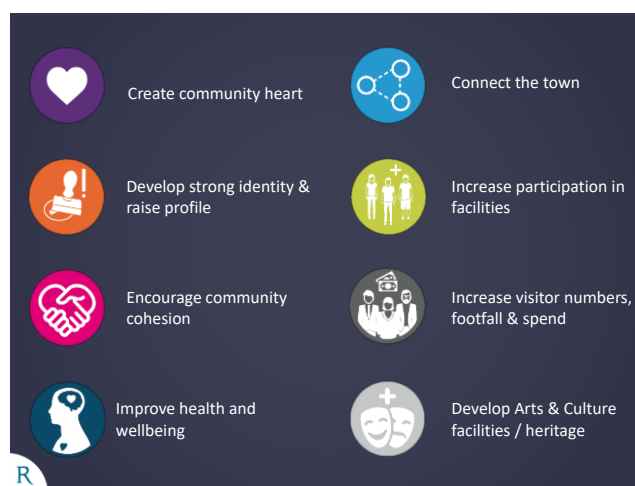 Create community heart
Connect the town
Develop strong identity &
raise profile
Increase participation in
facilities
Encourage community
cohesion
Increase visitor numbers,
footfall & spend
Improve health and
wellbeing
Develop Arts & Culture
facilities / heritage
R